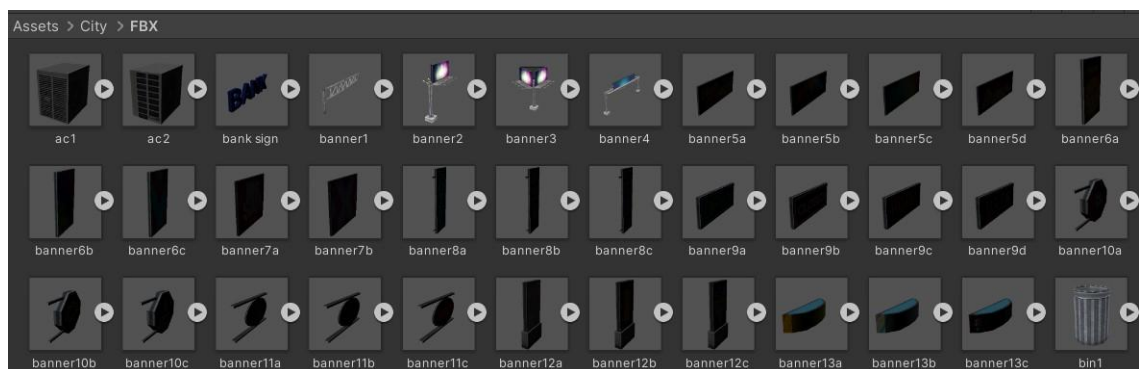 Assets > City > FBX
ac1 ac2 bank sign banner1 banner2 banner3 banner4 banner5a banner5b banner5c banner5d banner6a
BANK
banner6b banner6c banner7a banner7b banner8a banner8b banner8c banner9a banner9b banner9c banner9d banner10a
banner10b banner10c banner11a banner11b banner11c banner12a banner12b banner12c banner13a banner13b banner13c bin1